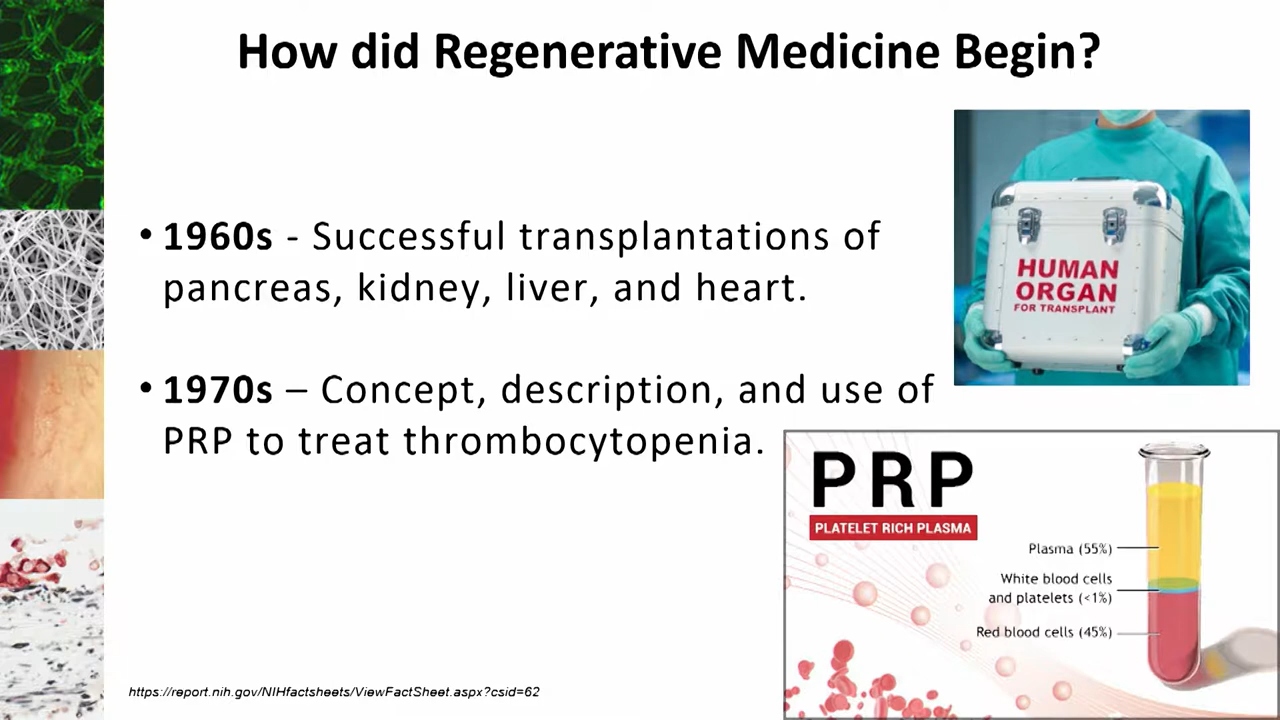 How did Regenerative Medicine Begin?
• 1960s - Successful transplantations of
pancreas, kidney, liver, and heart.
HUMAN
ORGAN
FOR TRANSPLANT
• 1970s – Concept, description, and use of
PRP to treat thrombocytopenia.
PRP
PLATELET RICH PLASMA
Plasma (55%)
White blood cells
and platelets (<1%)
Red blood cells (45%)
https://report.nih.gov/NIHfactsheets/ViewFactSheet.aspx?csid=62